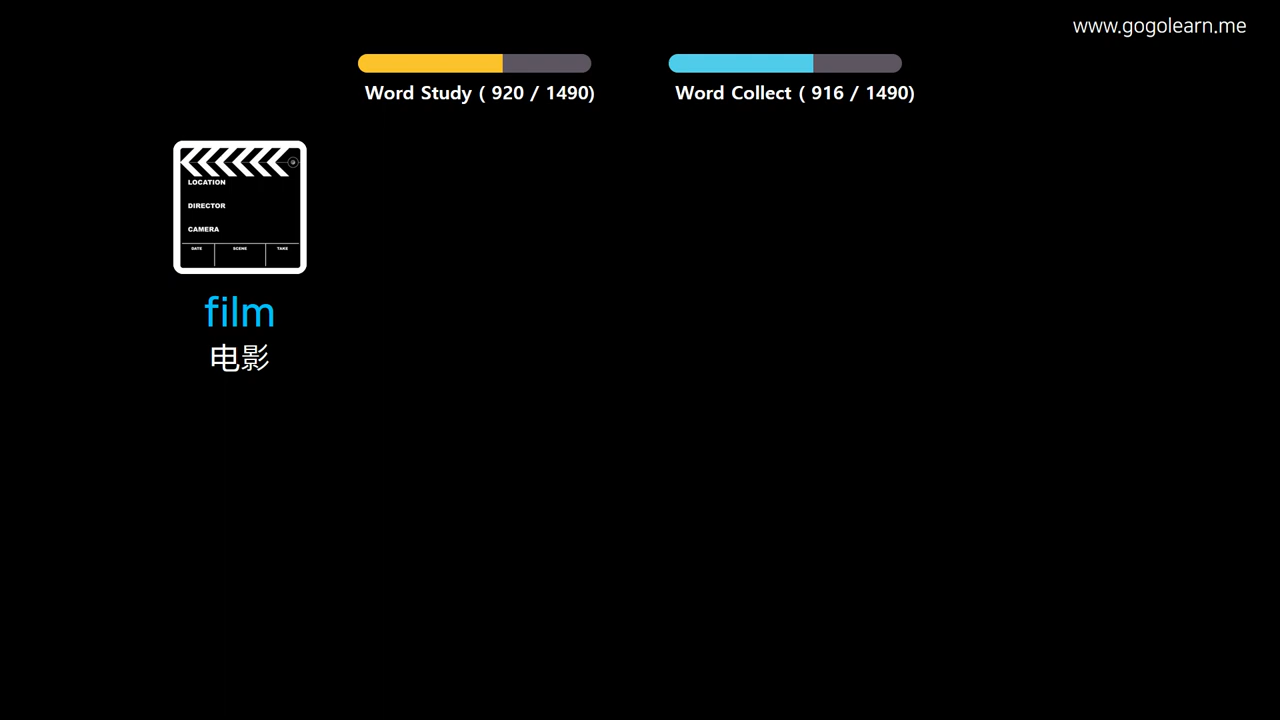 www.gogolearn.me
Word Study ( 920 / 1490)
Word Collect ( 916 / 1490)
LOCATION
DIRECTOR
CAMERA
DATE SCENE TAKE
film
电影